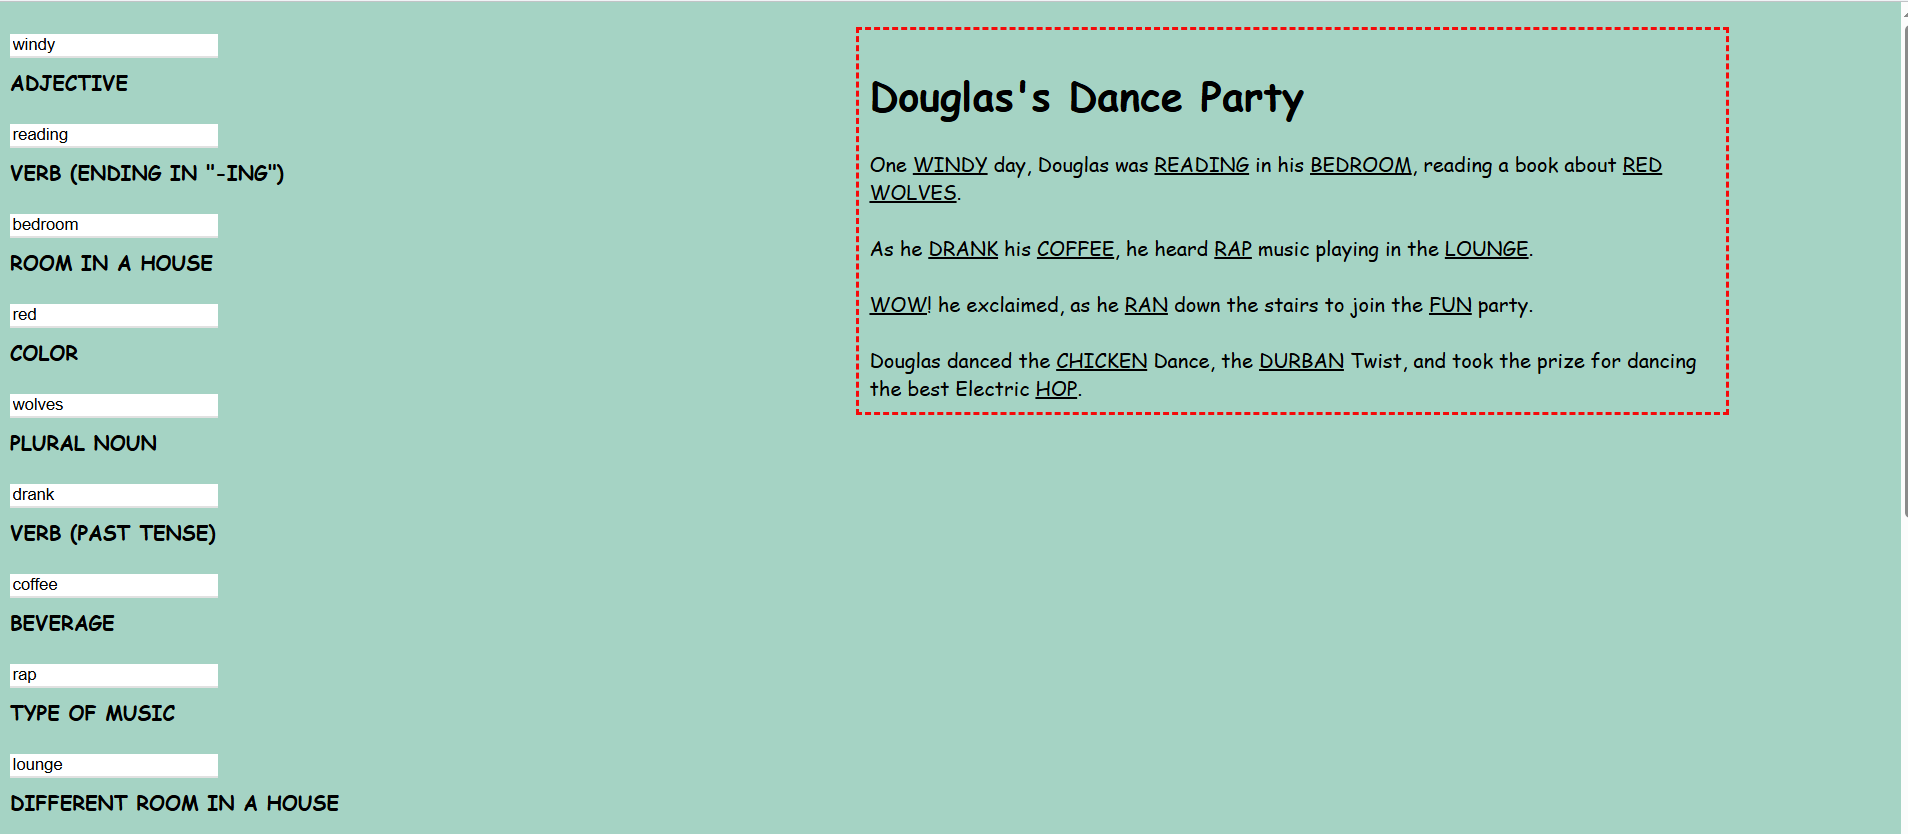 windy
ADJECTIVE
reading
VERB (ENDING IN "-ING")
bedroom
ROOM IN A HOUSE
red
COLOR
wolves
PLURAL NOUN
drank
VERB (PAST TENSE)
coffee
BEVERAGE
rap
TYPE OF MUSIC
lounge
DIFFERENT ROOM IN A HOUSE
Douglas's Dance Party
One WINDY day, Douglas was READING in his BEDROOM, reading a book about RED
WOLVES.
As he DRANK his COFFEE, he heard RAP music playing in the LOUNGE.
WOW! he exclaimed, as he RAN down the stairs to join the FUN party.
Douglas danced the CHICKEN Dance, the DURBAN Twist, and took the prize for dancing
the best Electric HOP.